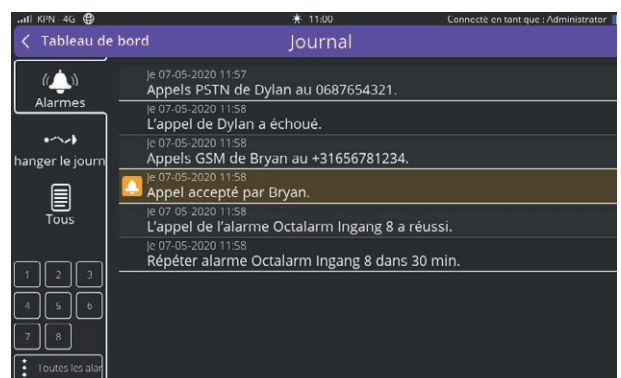 KPN - 4G
11:00
Connecté en tant que : Administrator
Tableau de bord
Journal
Alarmes
hanger le journ
Tous
1 2 3
4 5 6
7 8
Toutes les alar
je 07-05-2020 11:57
Appels PSTN de Dylan au 0687654321.
je 07-05-2020 11:58
L'appel de Dylan a échoué.
je 07-05-2020 11:58
Appels GSM de Bryan au +31656781234.
je 07-05-2020 11:58
Appel accepté par Bryan.
je 07-05-2020 11:58
L'appel de l'alarme Octalarm Ingang 8 a réussi.
je 07-05-2020 11:58
Répéter alarme Octalarm Ingang 8 dans 30 min.